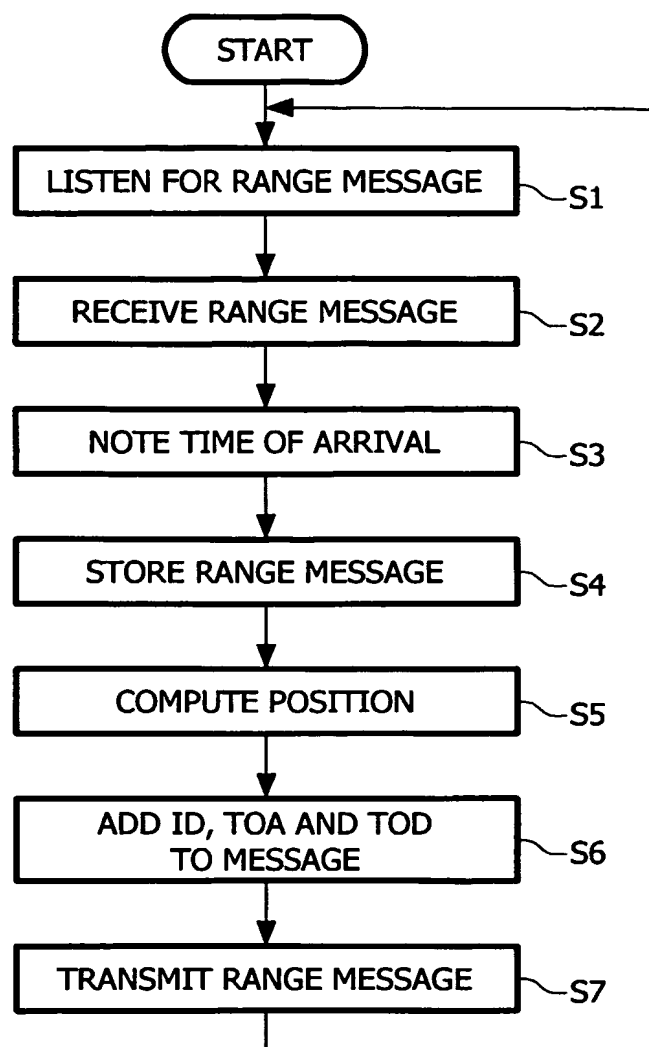 START
LISTEN FOR RANGE MESSAGE
S1
RECEIVE RANGE MESSAGE
S2
NOTE TIME OF ARRIVAL
S3
STORE RANGE MESSAGE
S4
COMPUTE POSITION
S5
ADD ID, TOA AND TOD
TO MESSAGE
S6
TRANSMIT RANGE MESSAGE
S7